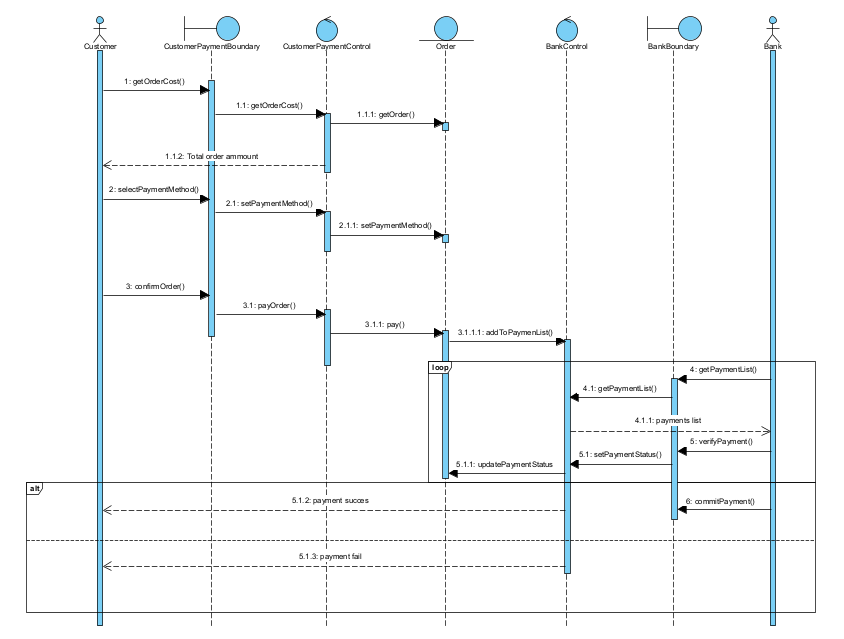 Customer
CustomerPaymentBoundary
CustomerPaymentControl
Order
BankControl
BankBoundary
Bank
1: getOrderCost()
1.1: getOrderCost()
1.1.1: getOrder()
1.1.2: Total order ammount
2: selectPaymentMethod()
2.1: setPaymentMethod()
2.1.1: setPaymentMethod()
3: confirmOrder()
3.1: payOrder()
3.1.1: pay()
3.1.1.1: addToPaymenList()
loop
4: getPaymentList()
4.1: getPaymentList()
4.1.1: payments list
5: verifyPayment()
5.1: setPaymentStatus()
5.1.1: updatePaymentStatus
alt
5.1.2: payment succes
6: commitPayment()
5.1.3: payment fail